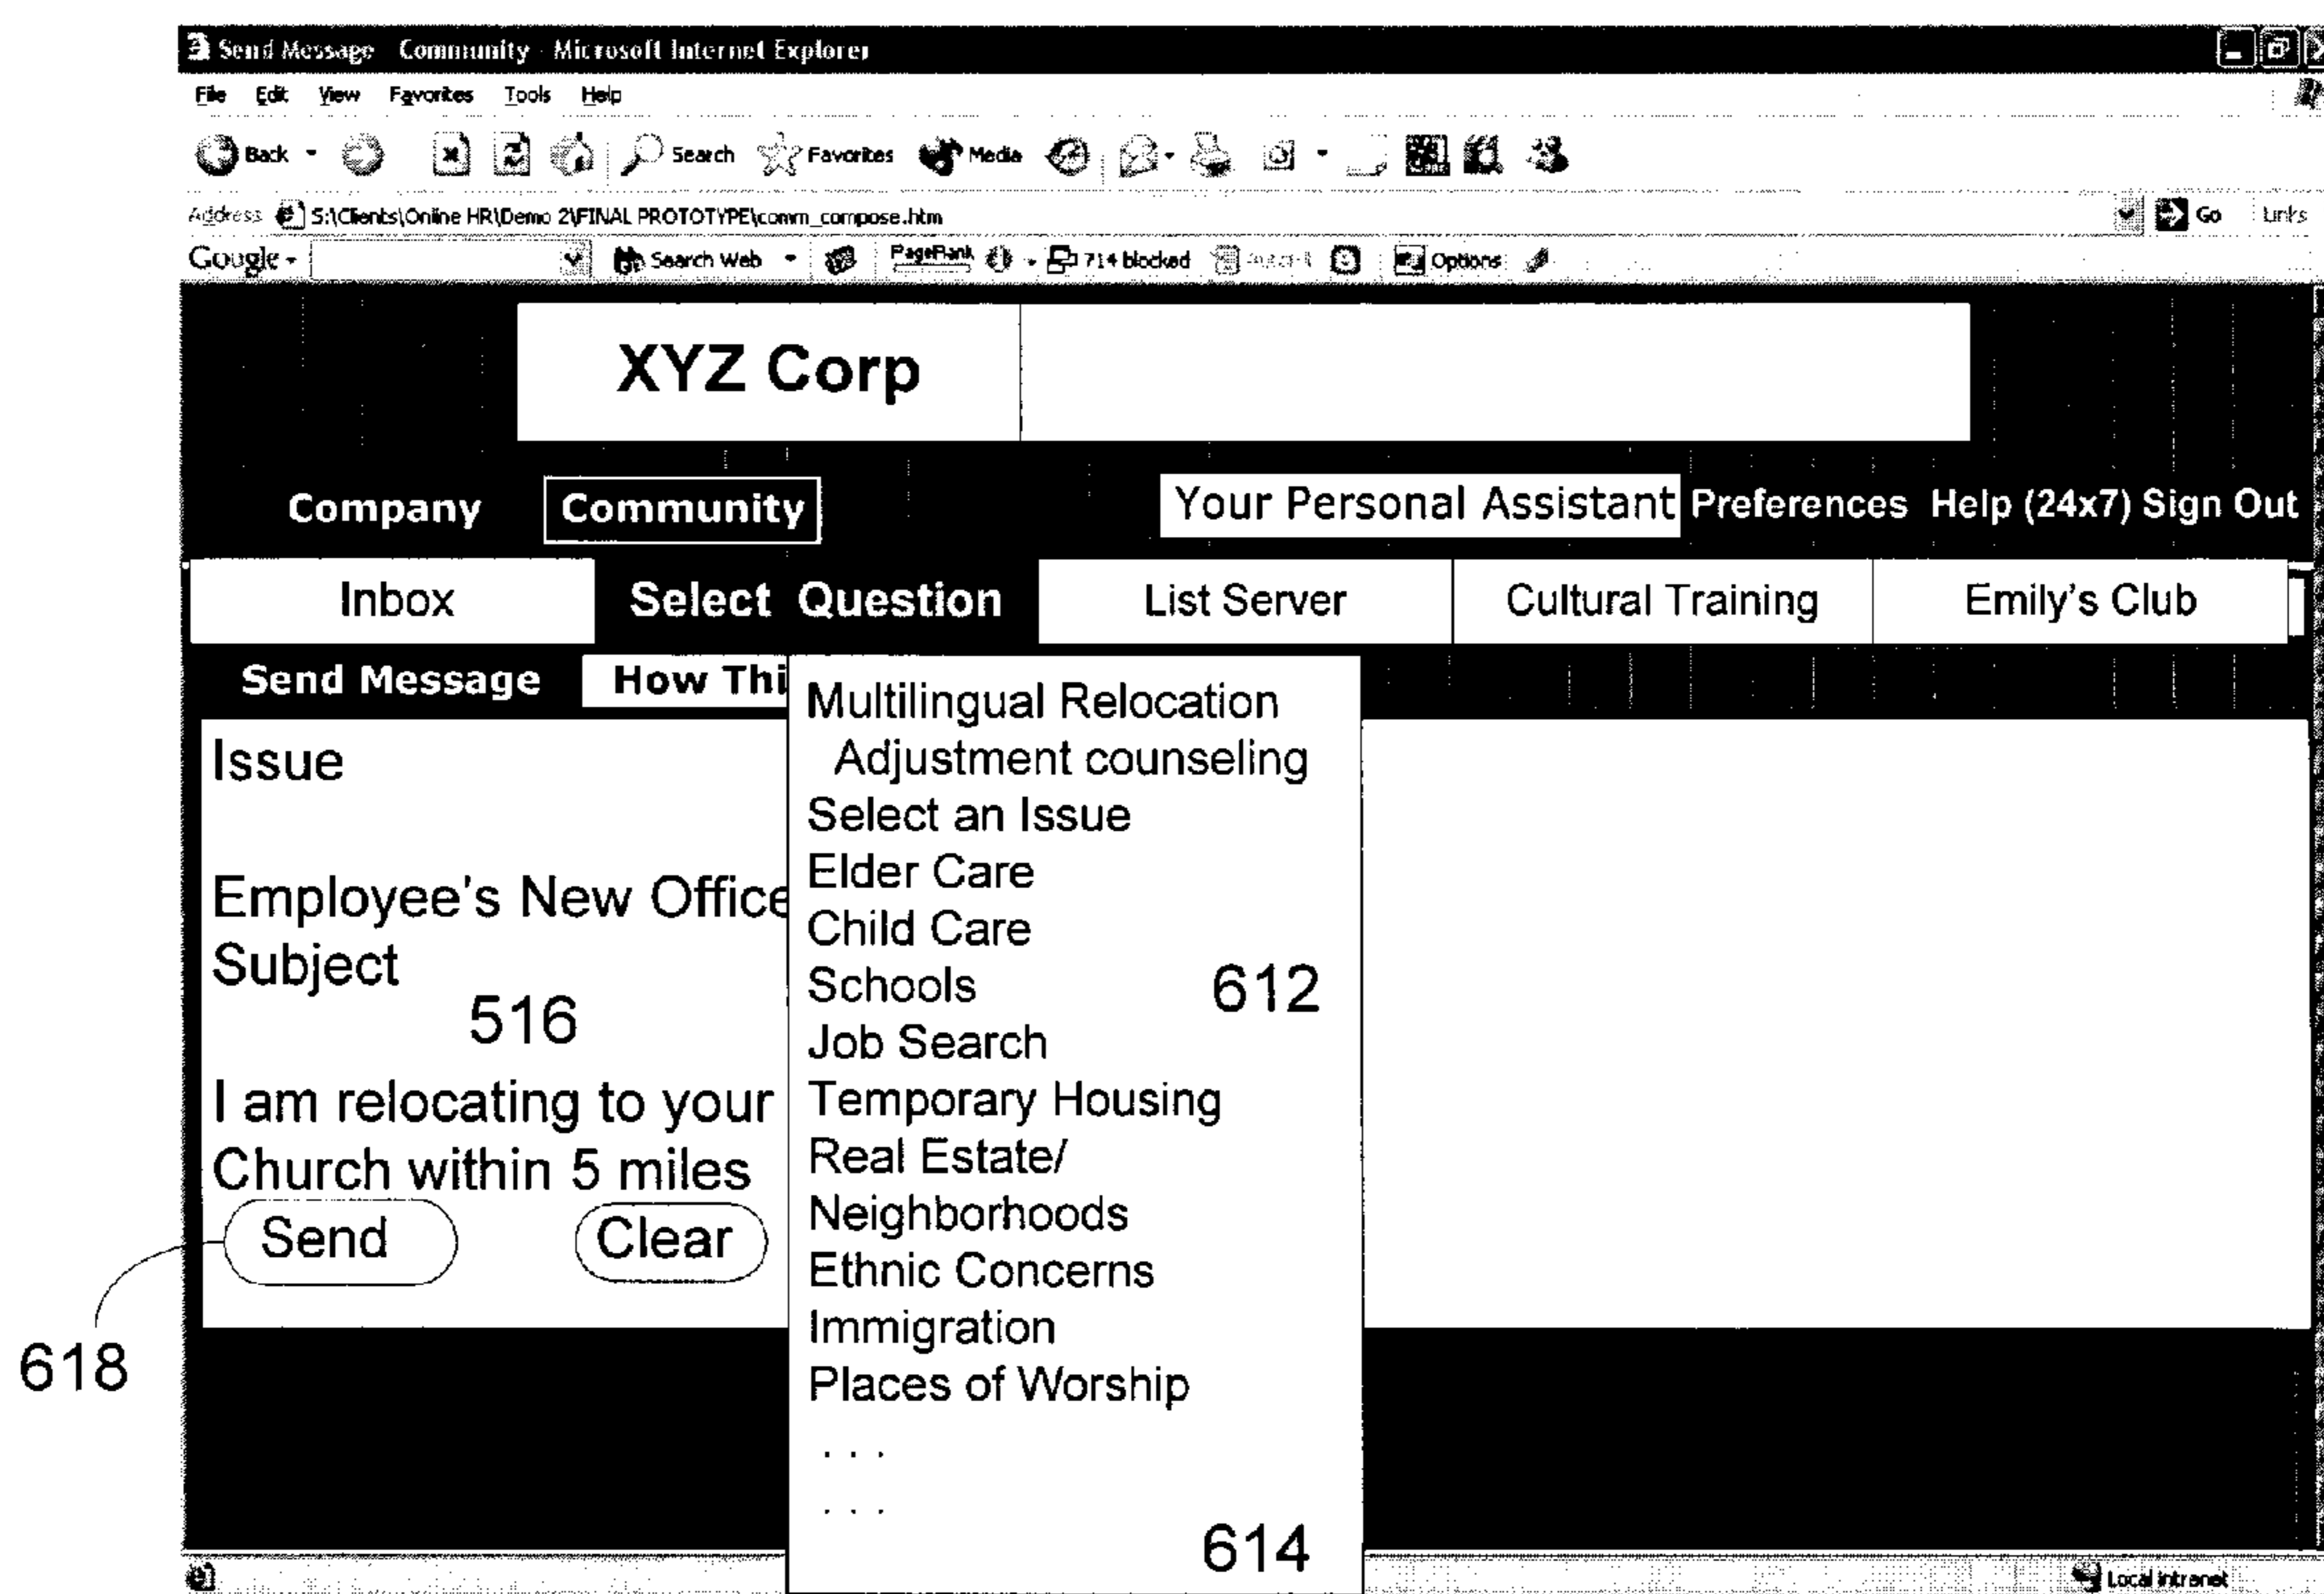 Send Message Community - Microsoft Internet Explorer
File Edit View Favorites Tools Help
Back Search Favorites Media
Address S:\Clients\Online HR\Demo 2\FINAL PROTOTYPE\comm_compose.htm Go Links
Google Search Web PageRank 714 blocked Options
XYZ Corp
Company Community Your Personal Assistant Preferences Help (24x7) Sign Out
Inbox Select Question List Server Cultural Training Emily's Club
Send Message How Thi
Issue
Employee's New Office
Subject
516
I am relocating to your
Church within 5 miles
Send Clear
618
Multilingual Relocation
Adjustment counseling
Select an Issue
Elder Care
Child Care
Schools 612
Job Search
Temporary Housing
Real Estate/
Neighborhoods
Ethnic Concerns
Immigration
Places of Worship
. . .
. . .
614
Local intranet